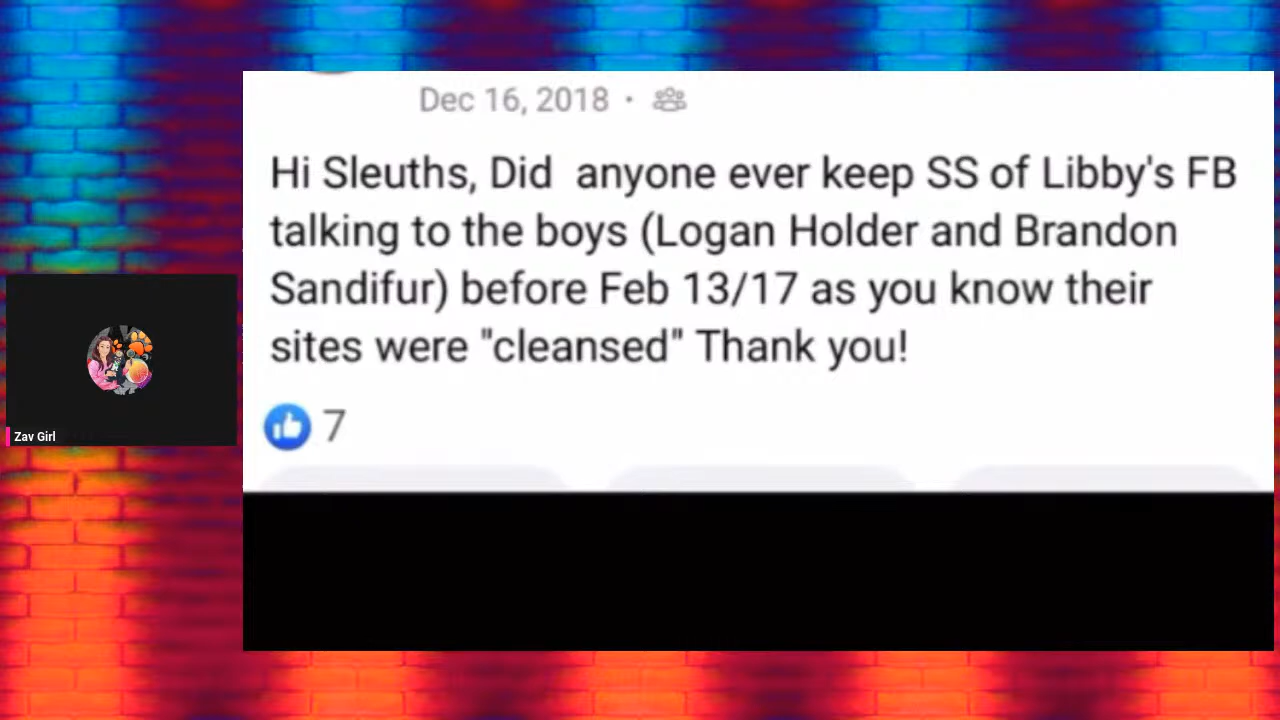 Dec 16, 2018 ·
Hi Sleuths, Did anyone ever keep SS of Libby's FB
talking to the boys (Logan Holder and Brandon
Sandifur) before Feb 13/17 as you know their
sites were "cleansed" Thank you!
7
Zav Girl